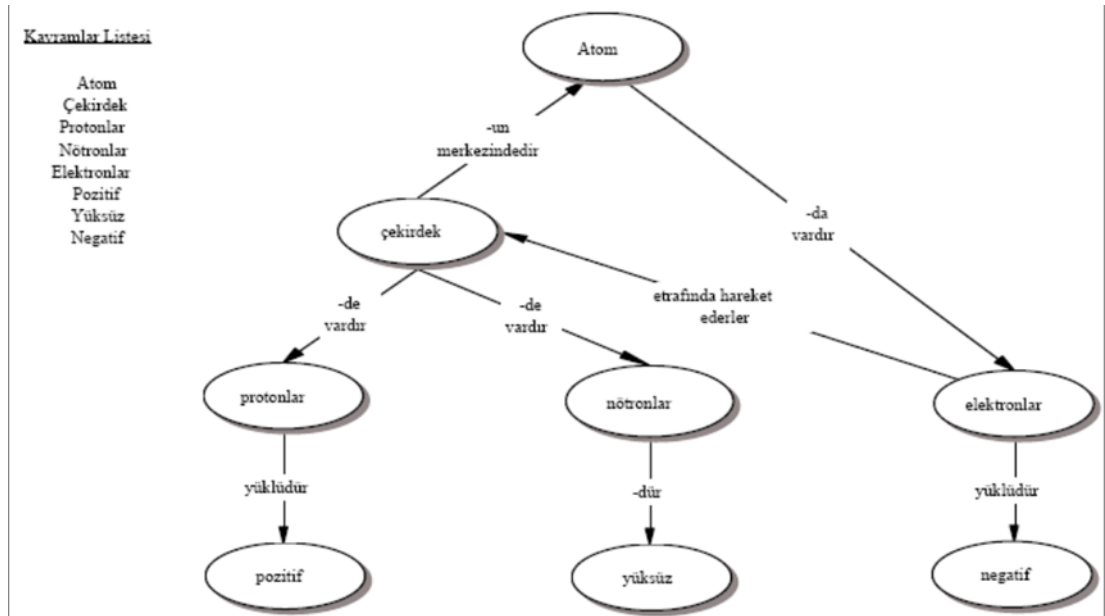 Kavramlar Listesi
Atom
Çekirdek
Protonlar
Nötronlar
Elektronlar
Pozitif
Yüksüz
Negatif
Atom
-un
merkezindedir
-da
vardır
çekirdek
etrafında hareket
ederler
-de
vardır
-de
vardır
protonlar
nötronlar
elektronlar
yüklüdür
-dür
yüklüdür
pozitif
yüksüz
negatif